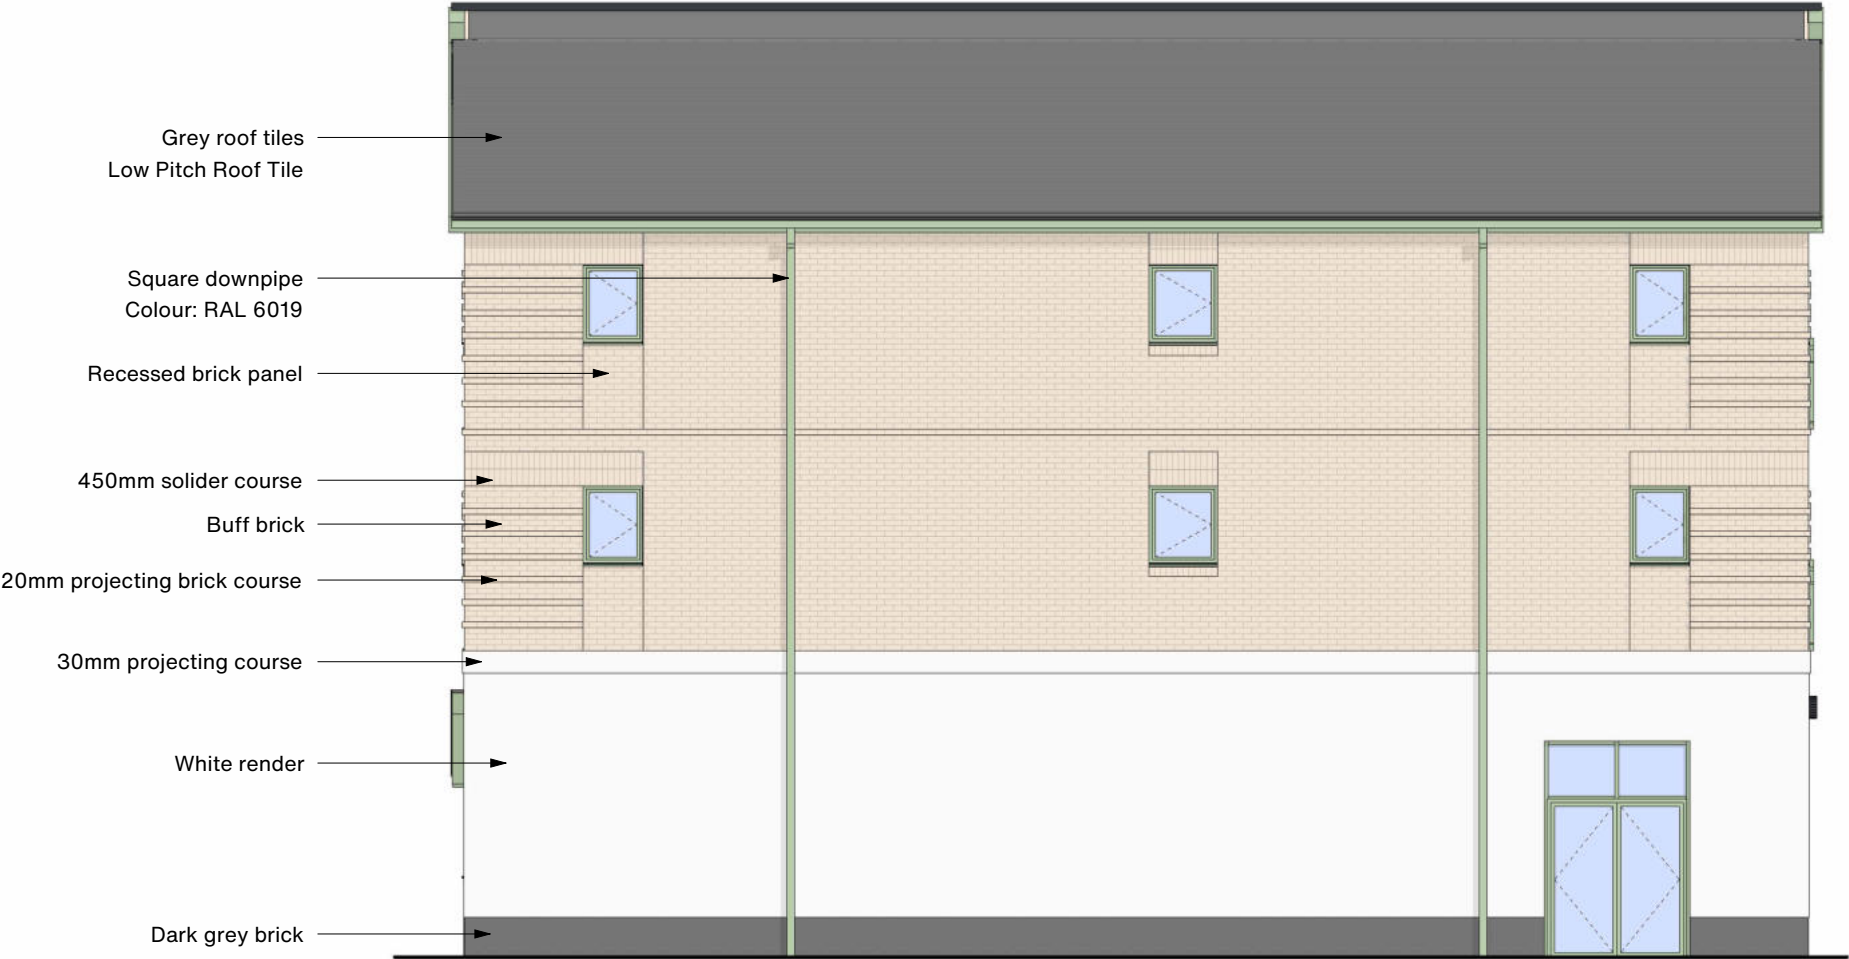 Grey roof tiles
Low Pitch Roof Tile
Square downpipe
Colour: RAL 6019
Recessed brick panel
450mm solider course
Buff brick
20mm projecting brick course
30mm projecting course
White render
Dark grey brick